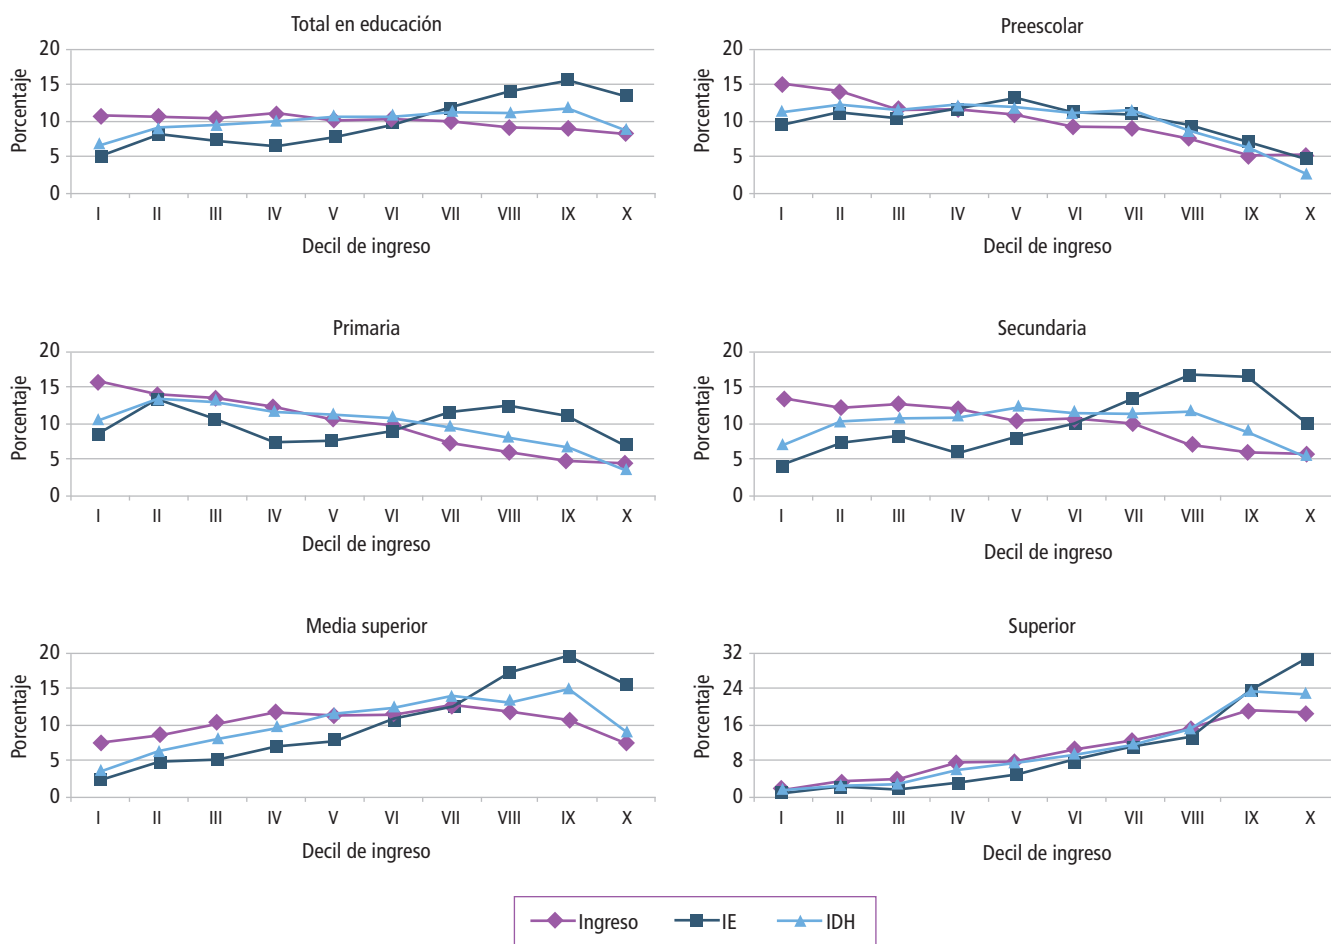 Total en educación
Porcentaje
20
15
10
5
0
I II III IV V VI VII VIII IX X
Decil de ingreso
Preescolar
Porcentaje
20
15
10
5
0
I II III IV V VI VII VIII IX X
Decil de ingreso
Primaria
Porcentaje
20
15
10
5
0
I II III IV V VI VII VIII IX X
Decil de ingreso
Secundaria
Porcentaje
20
15
10
5
0
I II III IV V VI VII VIII IX X
Decil de ingreso
Media superior
Porcentaje
20
15
10
5
0
I II III IV V VI VII VIII IX X
Decil de ingreso
Superior
Porcentaje
32
24
16
8
0
I II III IV V VI VII VIII IX X
Decil de ingreso
Ingreso IE IDH